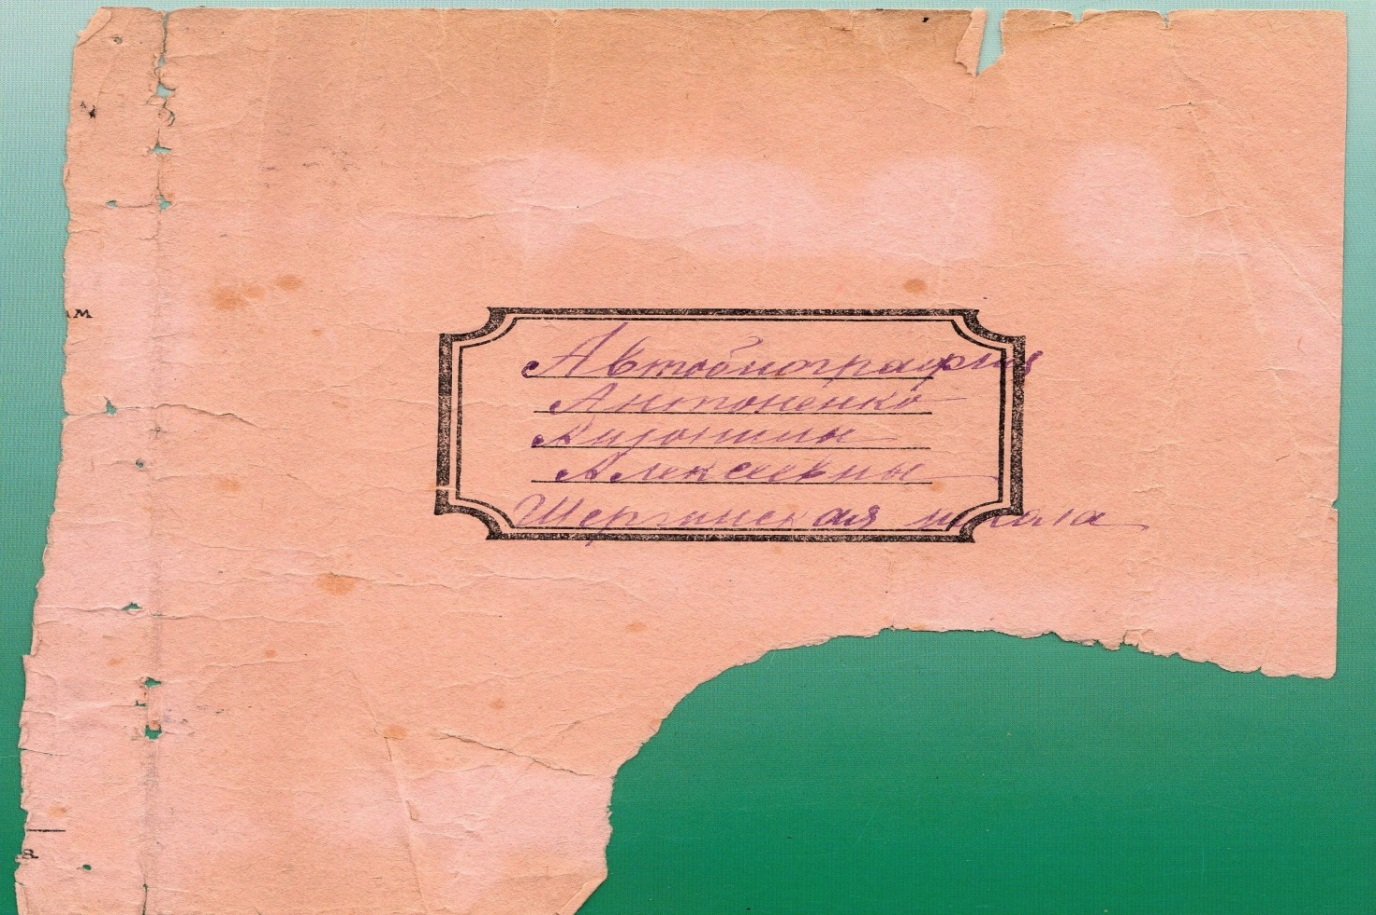 м.
Автобиография
Антоненко
Алексеевны
Шергинская школа
в.